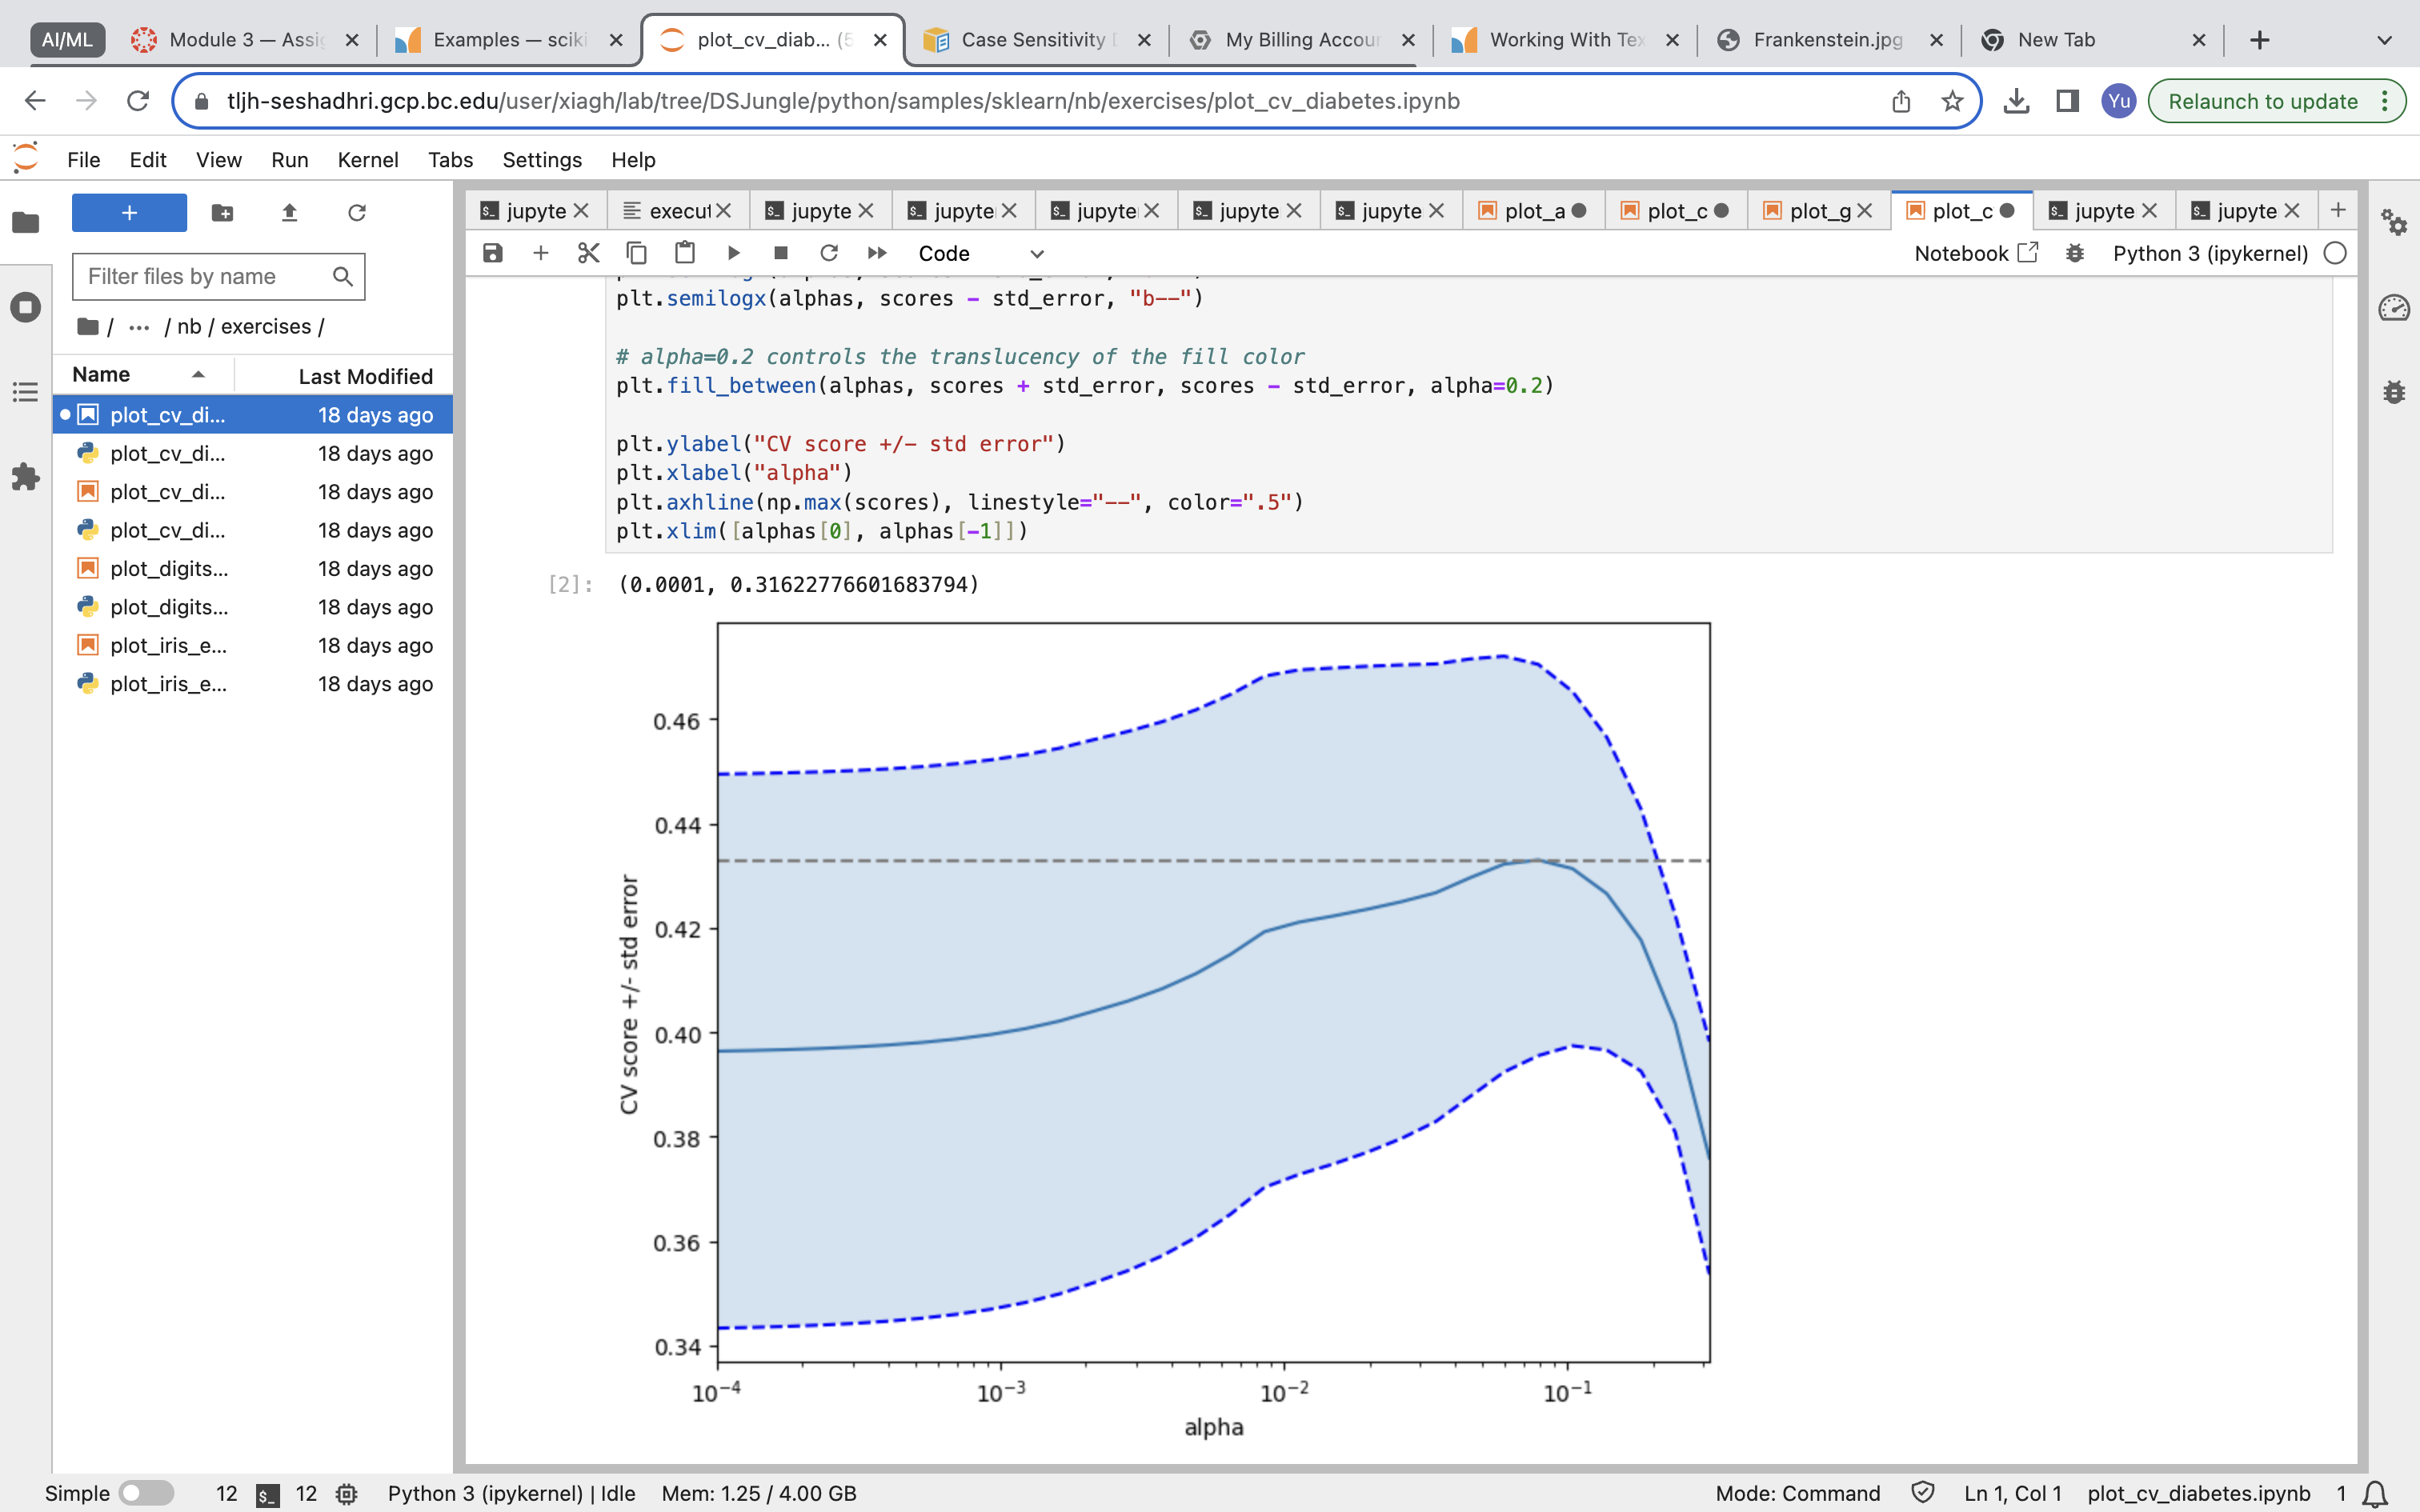 AI/ML
Module 3 — Assig
Examples — sciki
plot_cv_diab... (5
Case Sensitivity D
My Billing Accoun
Working With Tex
Frankenstein.jpg
New Tab
tljh-seshadhri.gcp.bc.edu/user/xiagh/lab/tree/DSJungle/python/samples/sklearn/nb/exercises/plot_cv_diabetes.ipynb
Yu
Relaunch to update
File Edit View Run Kernel Tabs Settings Help
jupyte
execut
jupyte
jupyte
jupyte
jupyte
jupyte
plot_a
plot_c
plot_g
plot_c
jupyte
jupyte
Code
Notebook
Python 3 (ipykernel)
Filter files by name
/ ... / nb / exercises /
Name Last Modified
plot_cv_di... 18 days ago
plot_cv_di... 18 days ago
plot_cv_di... 18 days ago
plot_cv_di... 18 days ago
plot_digits... 18 days ago
plot_digits... 18 days ago
plot_iris_e... 18 days ago
plot_iris_e... 18 days ago
plt.semilogx(alphas, scores - std_error, "b--")
# alpha=0.2 controls the translucency of the fill color
plt.fill_between(alphas, scores + std_error, scores - std_error, alpha=0.2)
plt.ylabel("CV score +/- std error")
plt.xlabel("alpha")
plt.axhline(np.max(scores), linestyle="--", color=".5")
plt.xlim([alphas[0], alphas[-1]])
[2]: (0.0001, 0.31622776601683794)
0.46
0.44
0.42
0.40
0.38
0.36
0.34
CV score +/- std error
10⁻⁴ 10⁻³ 10⁻² 10⁻¹
alpha
Simple 12 12 Python 3 (ipykernel) | Idle Mem: 1.25 / 4.00 GB Mode: Command Ln 1, Col 1 plot_cv_diabetes.ipynb 1